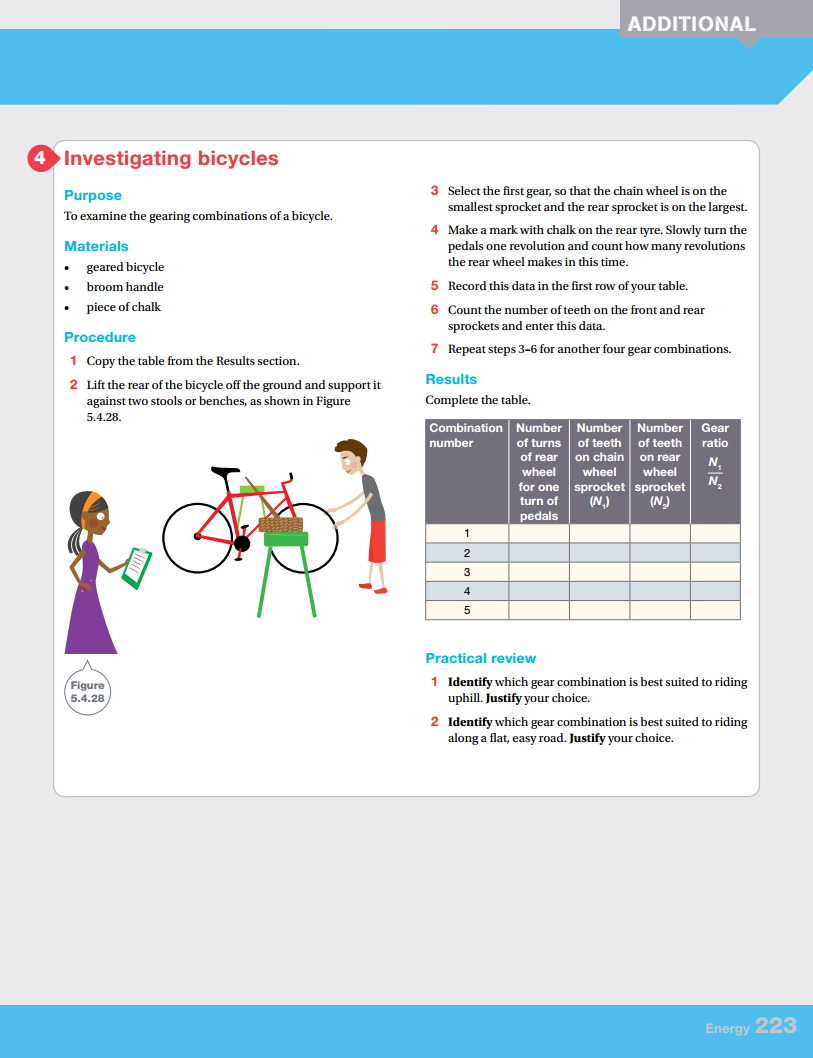 ADDITIONAL
4 Investigating bicycles
Purpose
To examine the gearing combinations of a bicycle.
Materials
• geared bicycle
• broom handle
• piece of chalk
Procedure
1 Copy the table from the Results section.
2 Lift the rear of the bicycle off the ground and support it
against two stools or benches, as shown in Figure
5.4.28.
Figure
5.4.28
3 Select the first gear, so that the chain wheel is on the
smallest sprocket and the rear sprocket is on the largest.
4 Make a mark with chalk on the rear tyre. Slowly turn the
pedals one revolution and count how many revolutions
the rear wheel makes in this time.
5 Record this data in the first row of your table.
6 Count the number of teeth on the front and rear
sprockets and enter this data.
7 Repeat steps 3–6 for another four gear combinations.
Results
Complete the table.
Combination
number
Number
of turns
of rear
wheel
for one
turn of
pedals
Number
of teeth
on chain
wheel
sprocket
(N₁)
Number
of teeth
on rear
wheel
sprocket
(N₂)
Gear
ratio
N₁
N₂
1
2
3
4
5
Practical review
1 Identify which gear combination is best suited to riding
uphill. Justify your choice.
2 Identify which gear combination is best suited to riding
along a flat, easy road. Justify your choice.
Energy 223